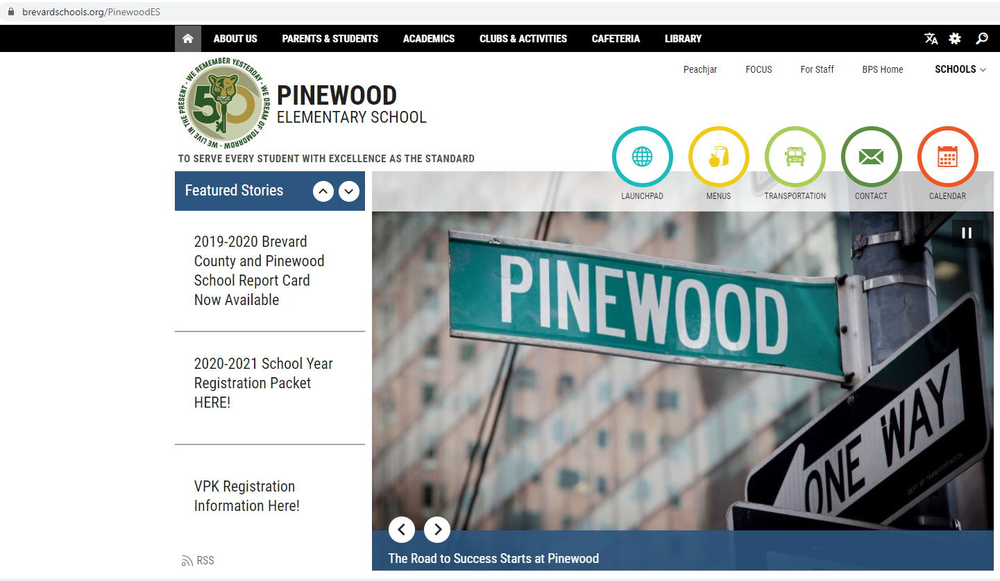 brevardschools.org/PinewoodES
ABOUT US PARENTS & STUDENTS ACADEMICS CLUBS & ACTIVITIES CAFETERIA LIBRARY
Peachjar FOCUS For Staff BPS Home SCHOOLS
WE REMEMBER YESTERDAY · WE DREAM OF TOMORROW · WE LIVE IN THE PRESENT ·
50
PINEWOOD
ELEMENTARY SCHOOL
TO SERVE EVERY STUDENT WITH EXCELLENCE AS THE STANDARD
LAUNCHPAD MENUS TRANSPORTATION CONTACT CALENDAR
Featured Stories
2019-2020 Brevard
County and Pinewood
School Report Card
Now Available
2020-2021 School Year
Registration Packet
HERE!
VPK Registration
Information Here!
RSS
PINEWOOD
ONE WAY
DEPT OF TRANSPORTATION
The Road to Success Starts at Pinewood